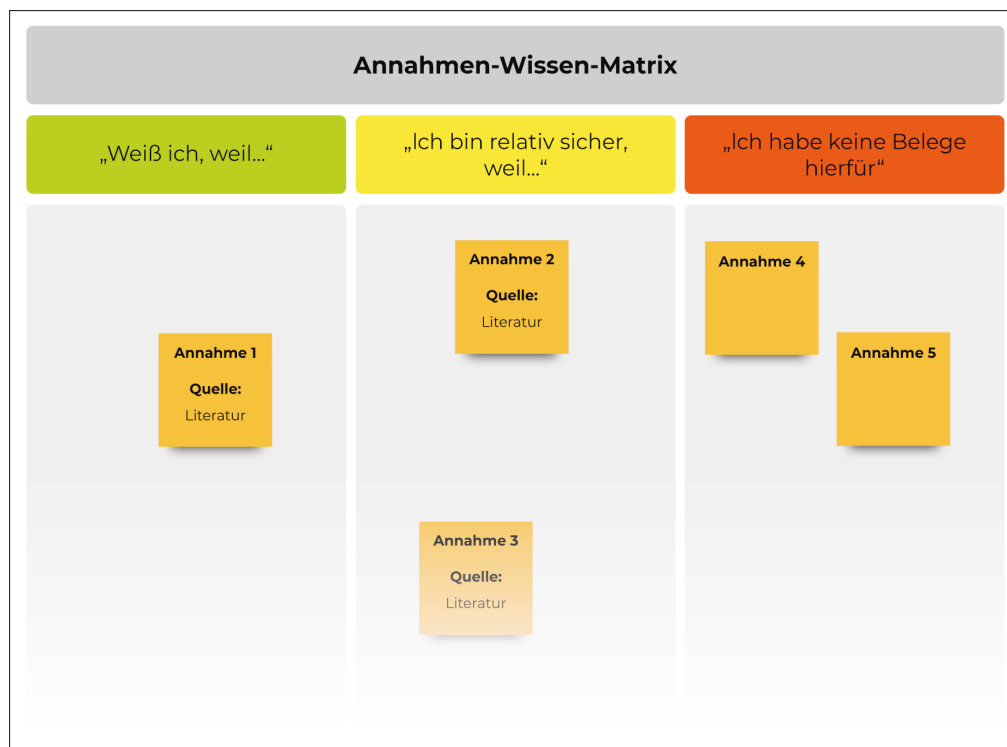 Annahmen-Wissen-Matrix
„Weiß ich, weil...“
„Ich bin relativ sicher,
weil...“
„Ich habe keine Belege
hierfür“
Annahme 1
Quelle:
Literatur
Annahme 2
Quelle:
Literatur
Annahme 3
Quelle:
Literatur
Annahme 4
Annahme 5